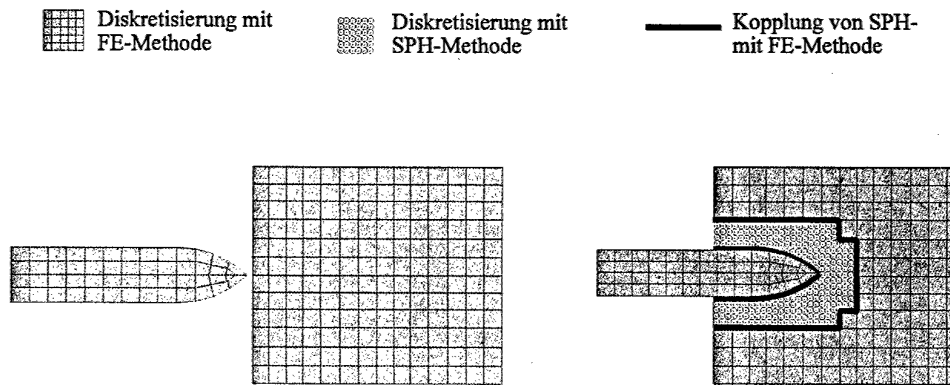 Diskretisierung mit
FE-Methode
Diskretisierung mit
SPH-Methode
Kopplung von SPH-
mit FE-Methode